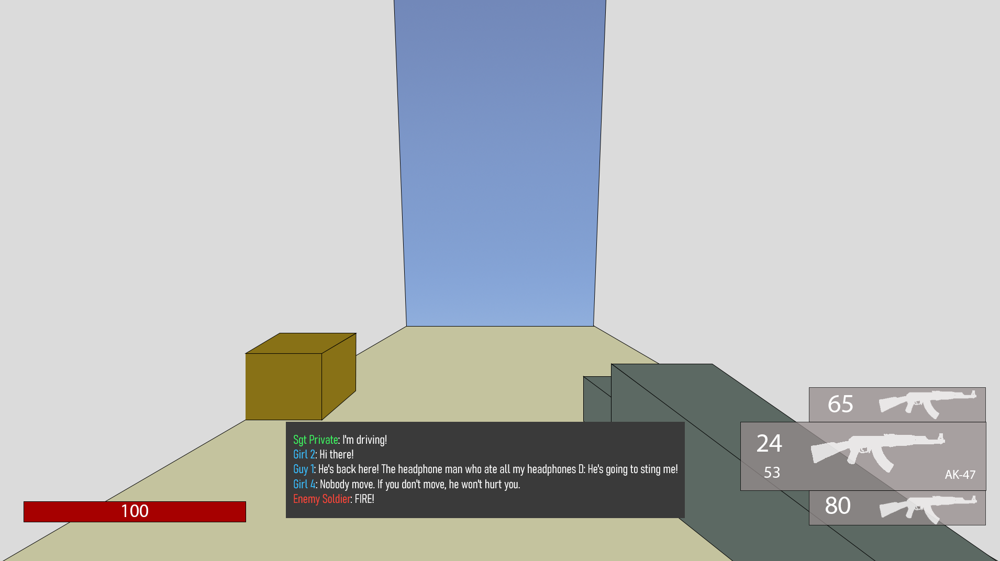 65
24
53
AK-47
80
100
Sgt Private: I'm driving!
Girl 2: Hi there!
Guy 1: He's back here! The headphone man who ate all my headphones D: He's going to sting me!
Girl 4: Nobody move. If you don't move, he won't hurt you.
Enemy Soldier: FIRE!